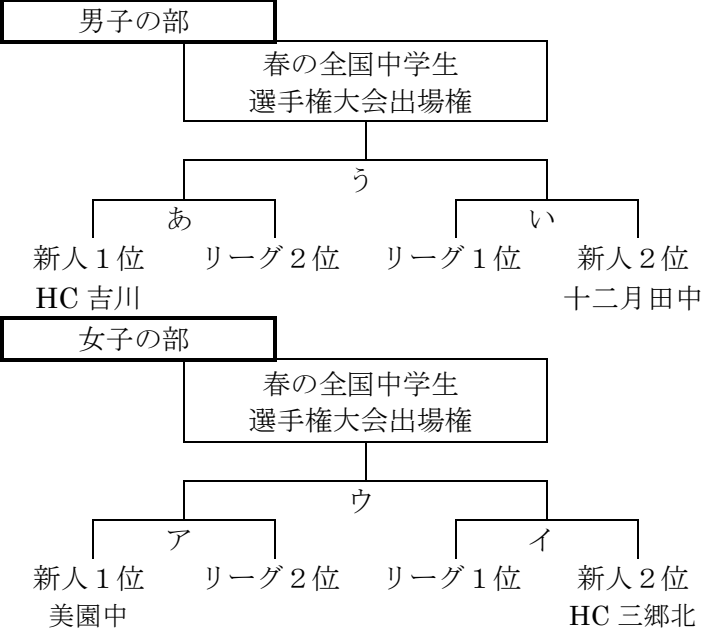 男子の部
春の全国中学生
選手権大会出場権
う
あ い
新人１位 リーグ２位 リーグ１位 新人２位
HC 吉川 十二月田中
女子の部
春の全国中学生
選手権大会出場権
ウ
ア イ
新人１位 リーグ２位 リーグ１位 新人２位
美園中 HC 三郷北